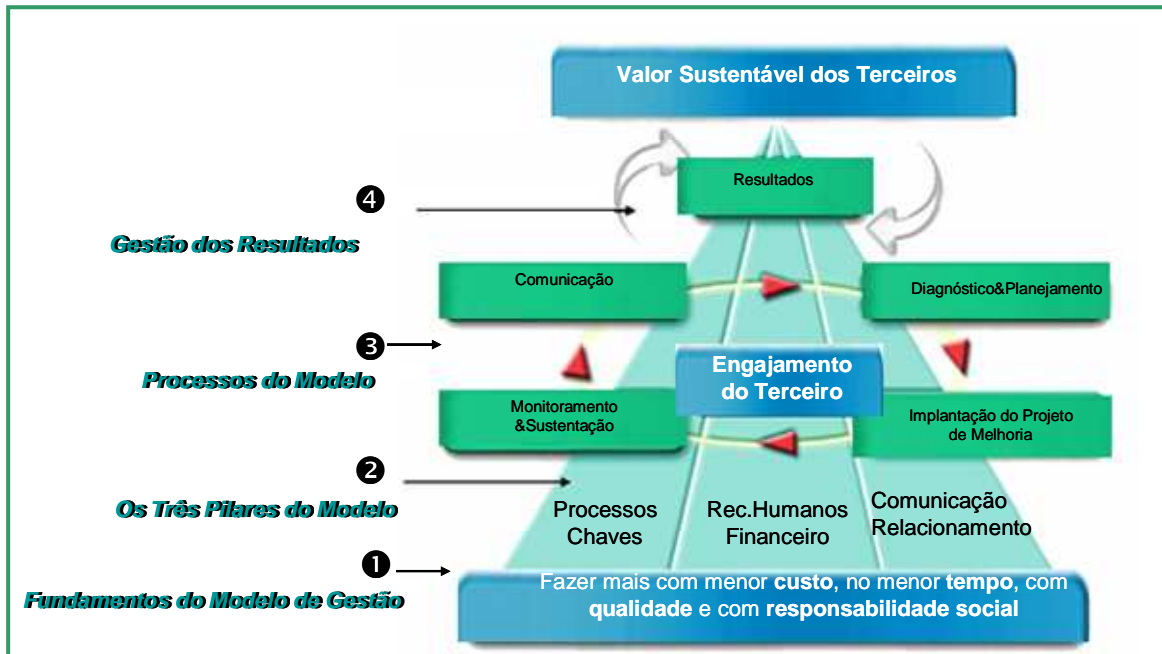 Valor Sustentável dos Terceiros
Resultados
4
Gestão dos Resultados
Comunicação
Diagnóstico&Planejamento
3
Processos do Modelo
Engajamento
do Terceiro
Monitoramento
&Sustentação
Implantação do Projeto
de Melhoria
2
Os Três Pilares do Modelo
Processos
Chaves
Rec.Humanos
Financeiro
Comunicação
Relacionamento
1
Fundamentos do Modelo de Gestão
Fazer mais com menor custo, no menor tempo, com
qualidade e com responsabilidade social